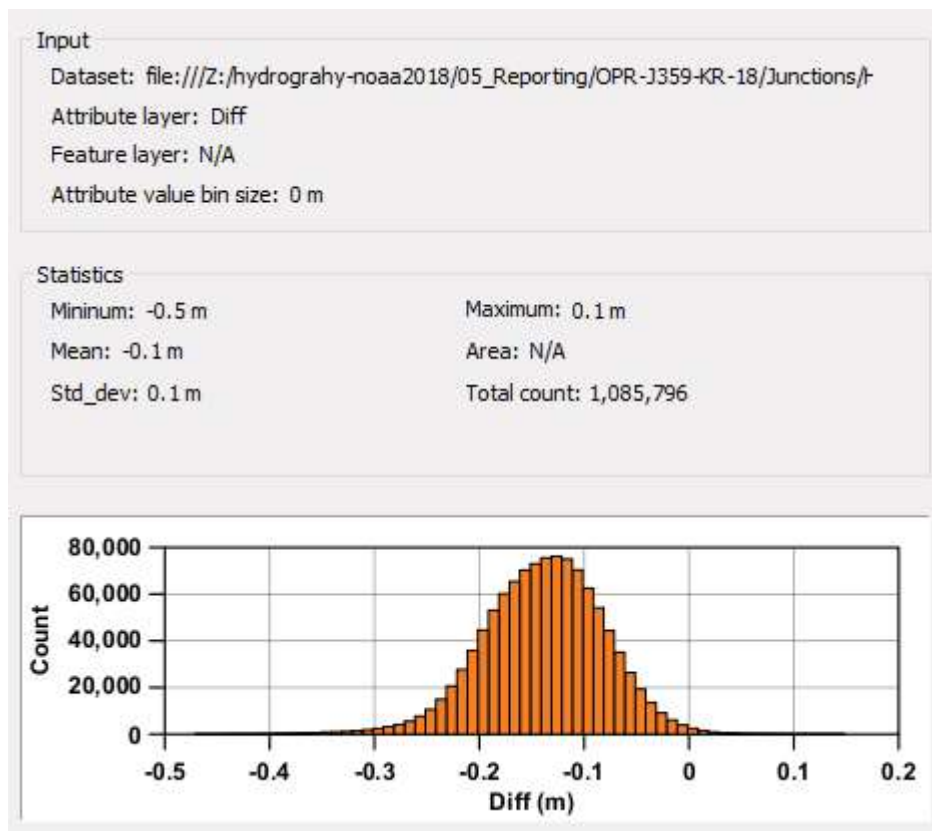 Input
Dataset: file:///Z:/hydrograhy-noaa2018/05_Reporting/OPR-J359-KR-18/Junctions/
Attribute layer: Diff
Feature layer: N/A
Attribute value bin size: 0 m
Statistics
Mininum: -0.5 m Maximum: 0.1 m
Mean: -0.1 m Area: N/A
Std_dev: 0.1 m Total count: 1,085,796
80,000
60,000
40,000
20,000
0
Count
-0.5 -0.4 -0.3 -0.2 -0.1 0 0.1 0.2
Diff (m)